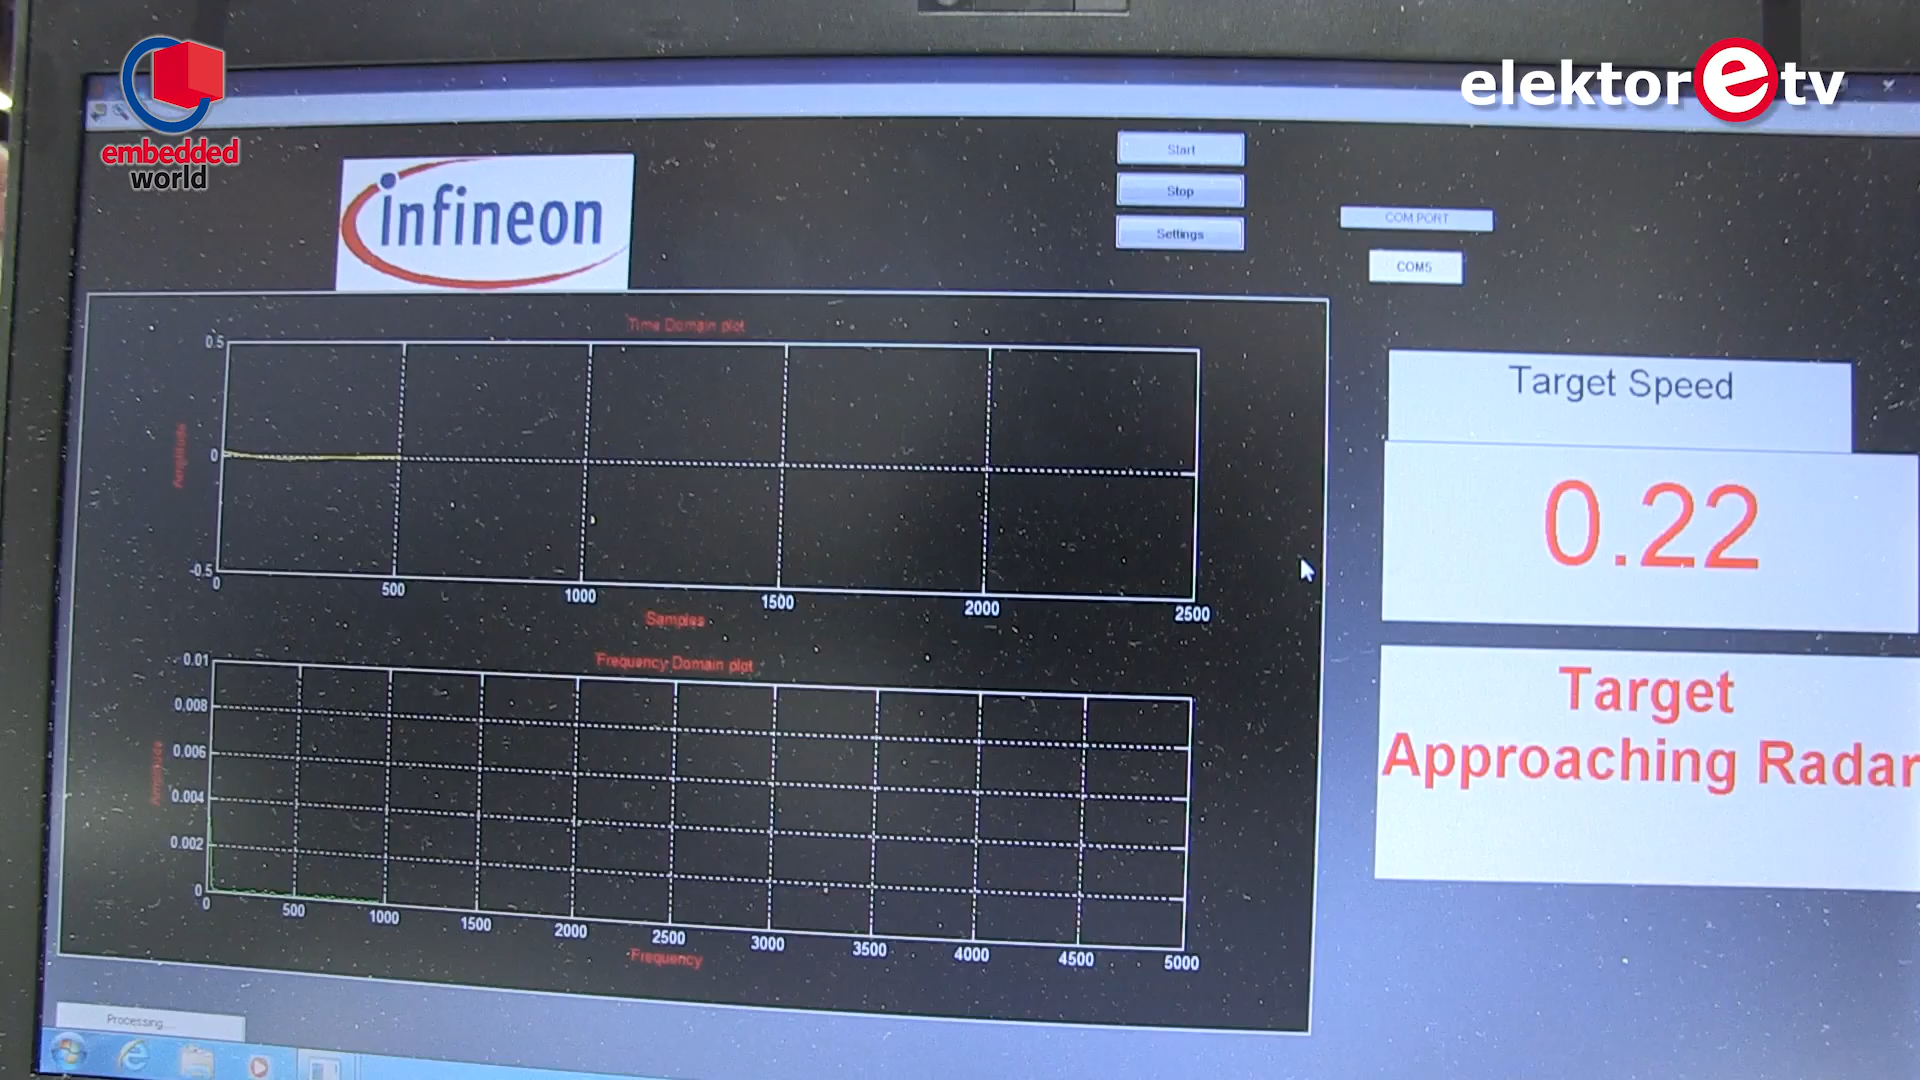 embedded
world
elektor e tv
infineon
Start
Stop
Settings
COM PORT
COM5
Time Domain plot
0.5
0
-0.5
Amplitude
0
500
1000
1500
2000
2500
Samples
Frequency Domain plot
0.01
0.008
0.006
0.004
0.002
0
Amplitude
0
500
1000
1500
2000
2500
3000
3500
4000
4500
5000
Frequency
Target Speed
0.22
Target
Approaching Radar
Processing...